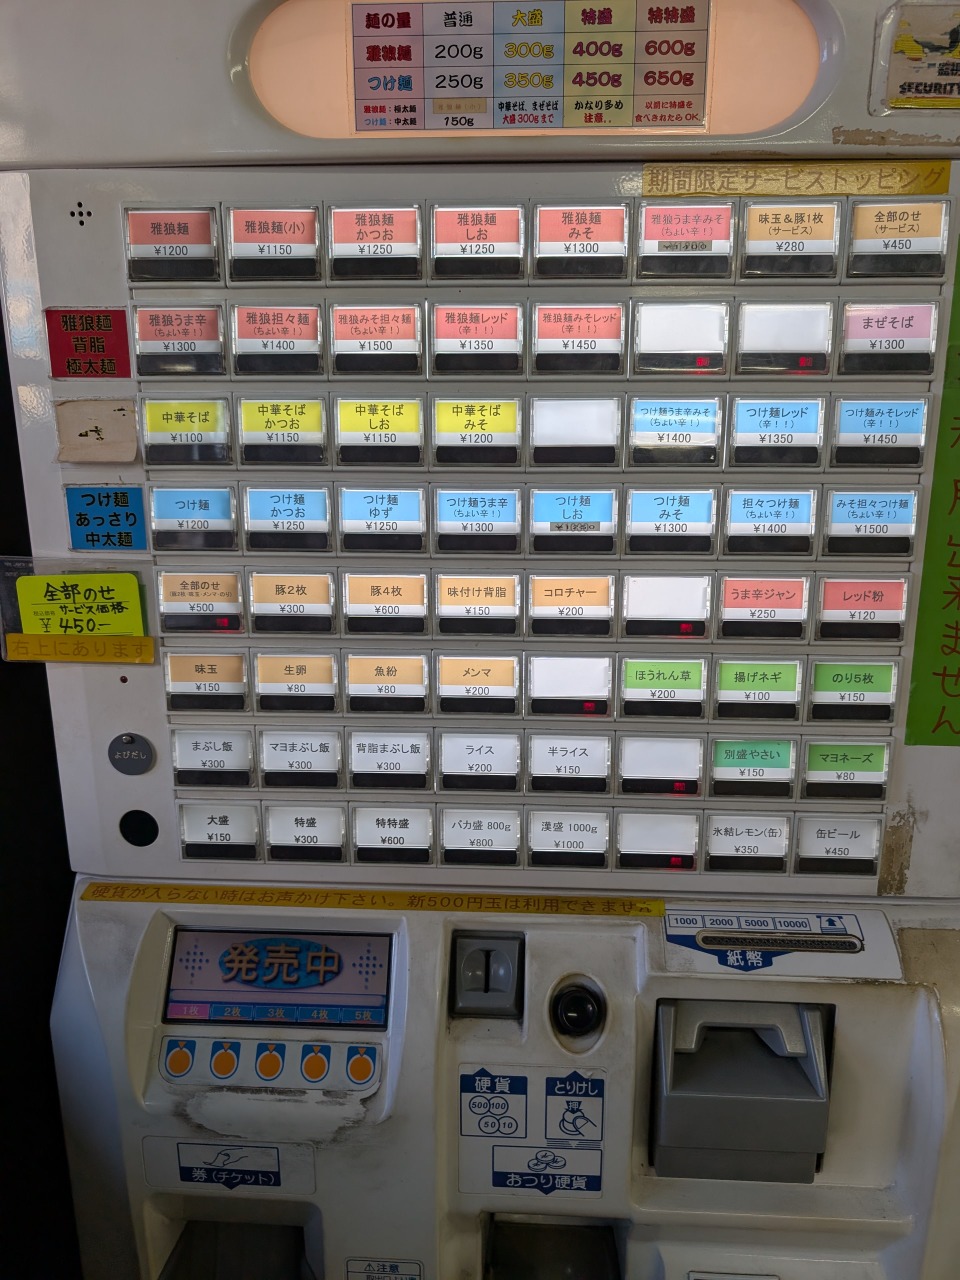 麺の量 普通 大盛 特盛 特特盛
雅狼麺 200g 300g 400g 600g
つけ麺 250g 350g 450g 650g
雅狼麺：極太麺 中華そば、まぜそば かなり多め 以前に特盛を
つけ麺：中太麺 150g 大盛300gまで 注意．． 食べきれたらOK.
SECURITY
期間限定サービストッピング
雅狼麺
¥1200
雅狼麺(小)
¥1150
雅狼麺
かつお
¥1250
雅狼麺
しお
¥1250
雅狼麺
みそ
¥1300
雅狼うま辛みそ
(ちょい辛！)
味玉＆豚1枚
(サービス)
¥280
全部のせ
(サービス)
¥450
雅狼麺
背脂
極太麺
雅狼うま辛
(ちょい辛！)
¥1300
雅狼担々麺
(ちょい辛！)
¥1400
雅狼みそ担々麺
(ちょい辛！)
¥1500
雅狼麺レッド
(辛！！)
¥1350
雅狼麺みそレッド
(辛！！)
¥1450
まぜそば
¥1300
中華そば
¥1100
中華そば
かつお
¥1150
中華そば
しお
¥1150
中華そば
みそ
¥1200
つけ麺うま辛みそ
(ちょい辛！)
¥1400
つけ麺レッド
(辛！！)
¥1350
つけ麺みそレッド
(辛！！)
¥1450
つけ麺
あっさり
中太麺
つけ麺
¥1200
つけ麺
かつお
¥1250
つけ麺
ゆず
¥1250
つけ麺うま辛
(ちょい辛！)
¥1300
つけ麺
しお
つけ麺
みそ
¥1300
担々つけ麺
(ちょい辛！)
¥1400
みそ担々つけ麺
(ちょい辛！)
¥1500
全部のせ
サービス価格
¥450-
右上にあります
全部のせ
¥500
豚2枚
¥300
豚4枚
¥600
味付け背脂
¥150
コロチャー
¥200
うま辛ジャン
¥250
レッド粉
¥120
味玉
¥150
生卵
¥80
魚粉
¥80
メンマ
¥200
ほうれん草
¥200
揚げネギ
¥100
のり5枚
¥150
よびだし
まぶし飯
¥300
マヨまぶし飯
¥300
背脂まぶし飯
¥300
ライス
¥200
半ライス
¥150
別盛やさい
¥150
マヨネーズ
¥80
大盛
¥150
特盛
¥300
特特盛
¥600
バカ盛 800g
¥800
漢盛 1000g
¥1000
氷結レモン(缶)
¥350
缶ビール
¥450
硬貨が入らない時はお声かけ下さい。新500円玉は利用できません
発売中
1枚 2枚 3枚 4枚 5枚
1000 2000 5000 10000
紙幣
硬貨
500 100
50 10
とりけし
押
おつり硬貨
券(チケット)
⚠注意
ません